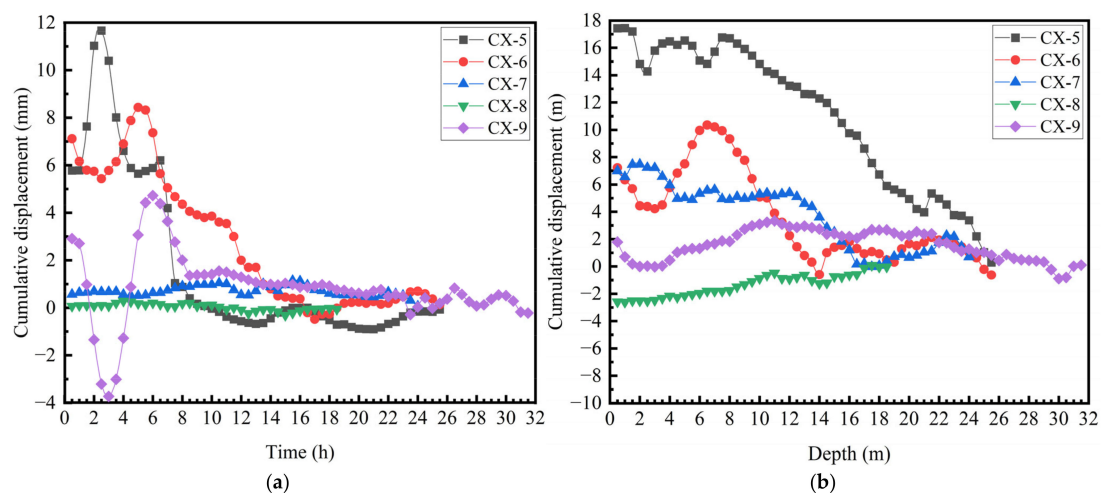 (a)
Cumulative displacement (mm)
12
10
8
6
4
2
0
−2
−4
0 2 4 6 8 10 12 14 16 18 20 22 24 26 28 30 32
Time (h)
CX-5
CX-6
CX-7
CX-8
CX-9
(b)
Cumulative displacement (m)
18
16
14
12
10
8
6
4
2
0
−2
−4
−6
−8
−10
0 2 4 6 8 10 12 14 16 18 20 22 24 26 28 30 32
Depth (m)
CX-5
CX-6
CX-7
CX-8
CX-9
(a)
(b)